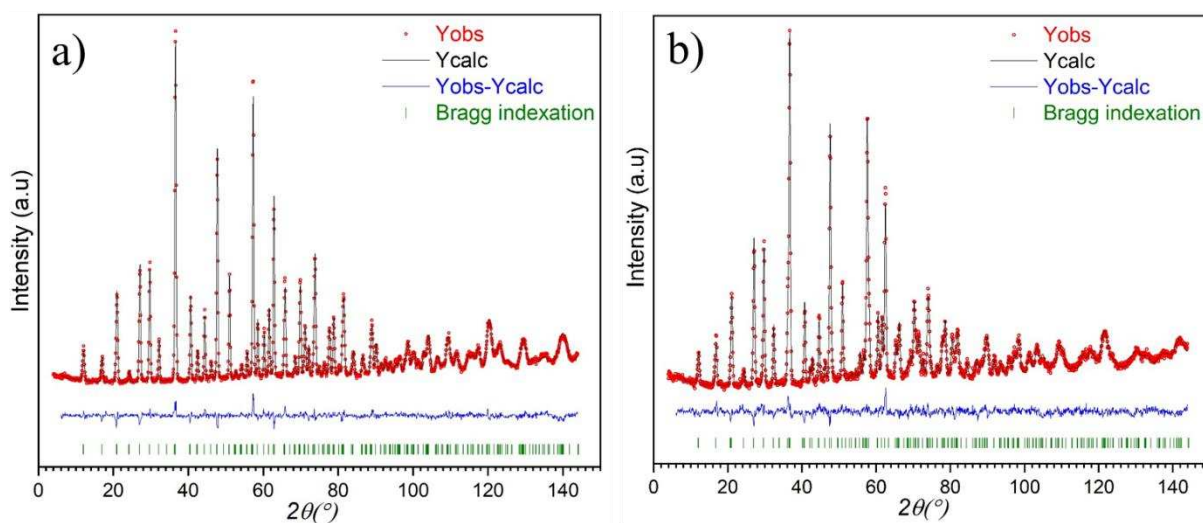 a)
Yobs
Ycalc
Yobs-Ycalc
Bragg indexation
Intensity (a.u)
0 20 40 60 80 100 120 140
2θ(°)
b)
Yobs
Ycalc
Yobs-Ycalc
Bragg indexation
Intensity (a.u)
0 20 40 60 80 100 120 140
2θ(°)